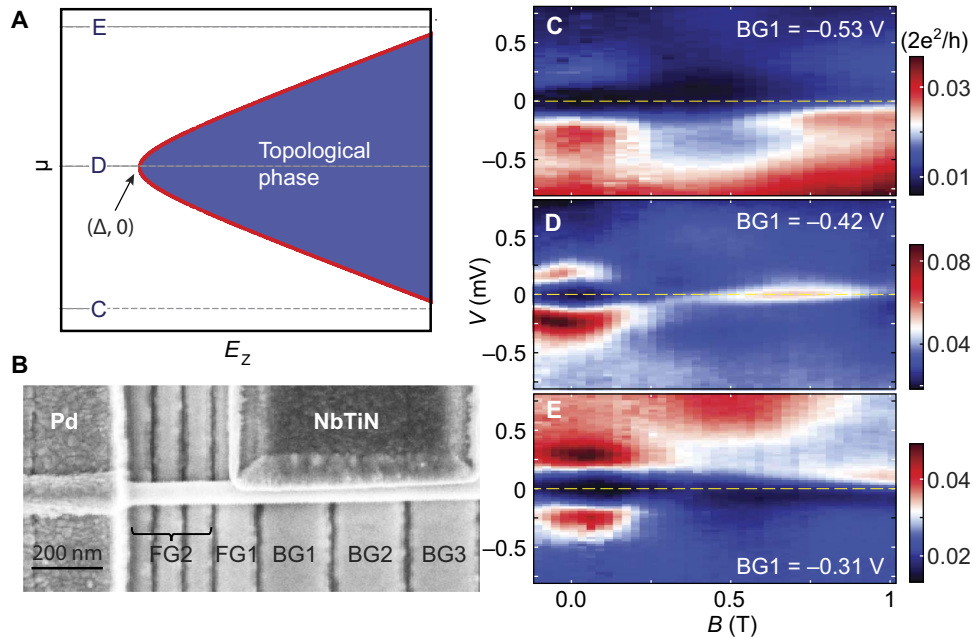 A
E
μ
D
Topological
phase
(Δ, 0)
C
E_Z
B
Pd
NbTiN
200 nm
FG2
FG1
BG1
BG2
BG3
C
BG1 = –0.53 V
(2e²/h)
0.5
0
–0.5
0.03
0.01
D
BG1 = –0.42 V
V (mV)
0.5
0
–0.5
0.08
0.04
E
0.5
0
–0.5
BG1 = –0.31 V
0.04
0.02
0.0
0.5
1
B (T)